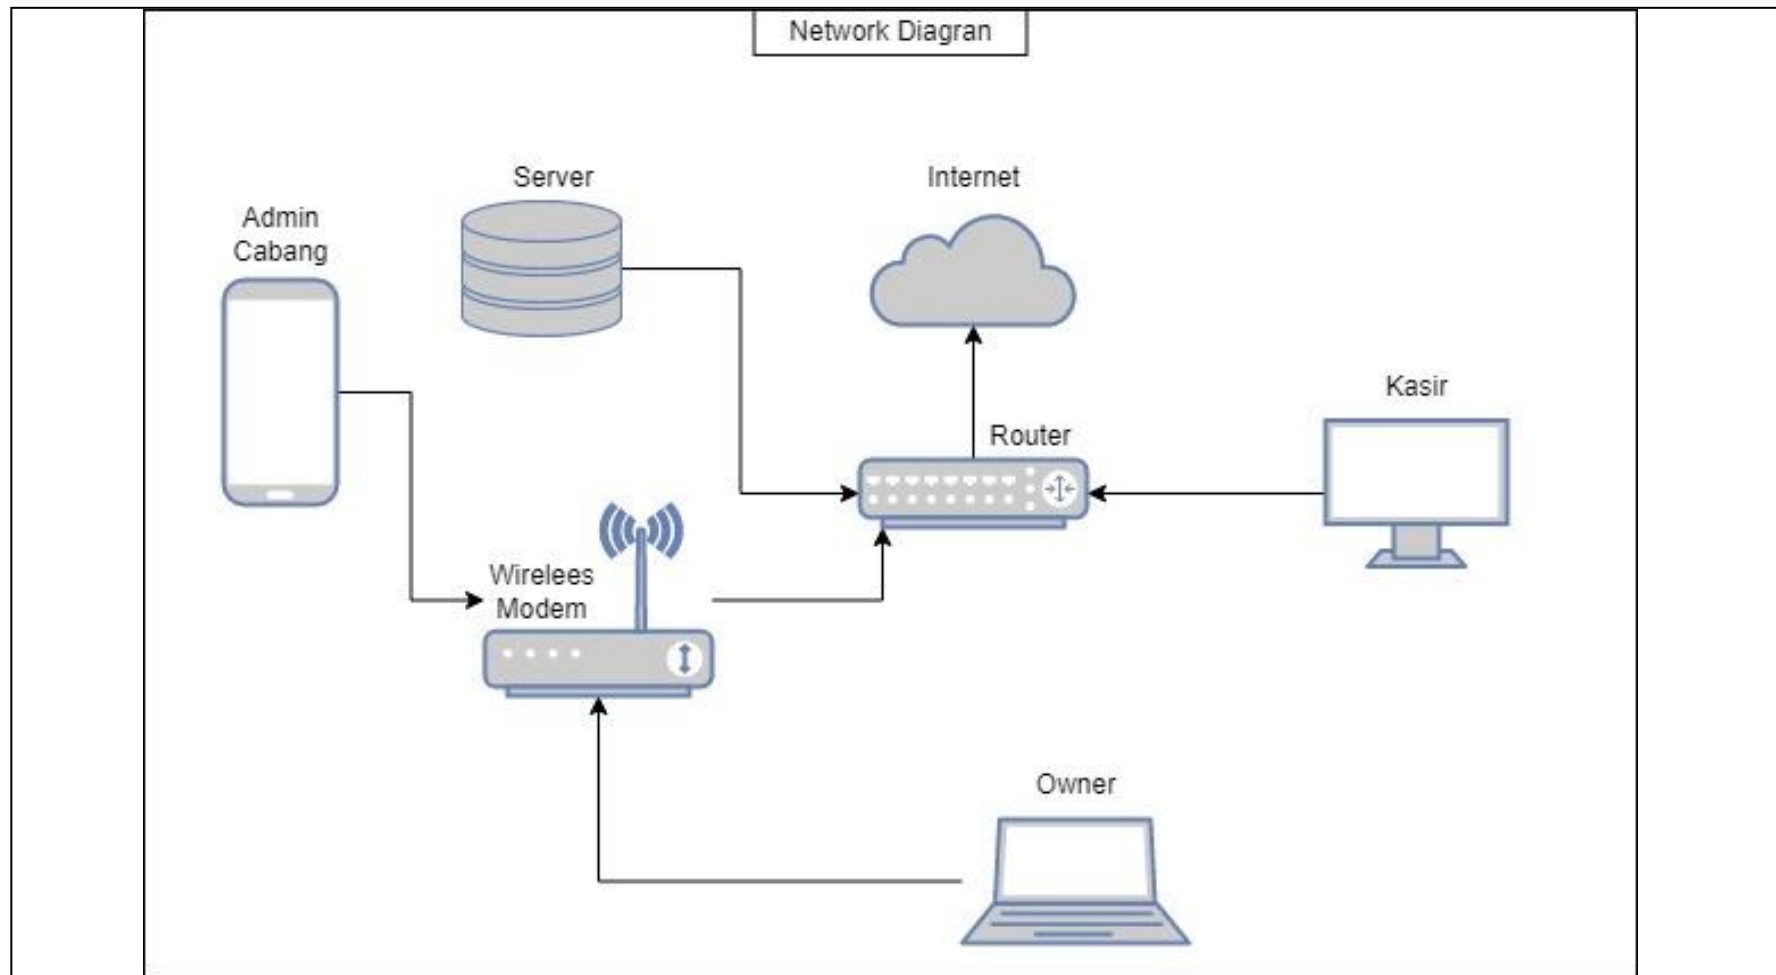 Network Diagran
Server
Internet
Admin
Cabang
Kasir
Router
Wirelees
Modem
Owner